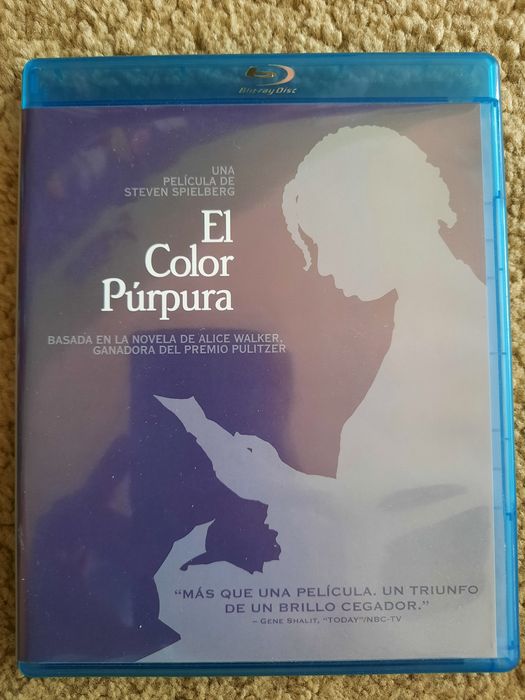 Blu-ray Disc
UNA
PELÍCULA DE
STEVEN SPIELBERG
El
Color
Púrpura
BASADA EN LA NOVELA DE ALICE WALKER,
GANADORA DEL PREMIO PULITZER
“MÁS QUE UNA PELÍCULA. UN TRIUNFO
DE UN BRILLO CEGADOR.”
– GENE SHALIT, “TODAY”/NBC-TV